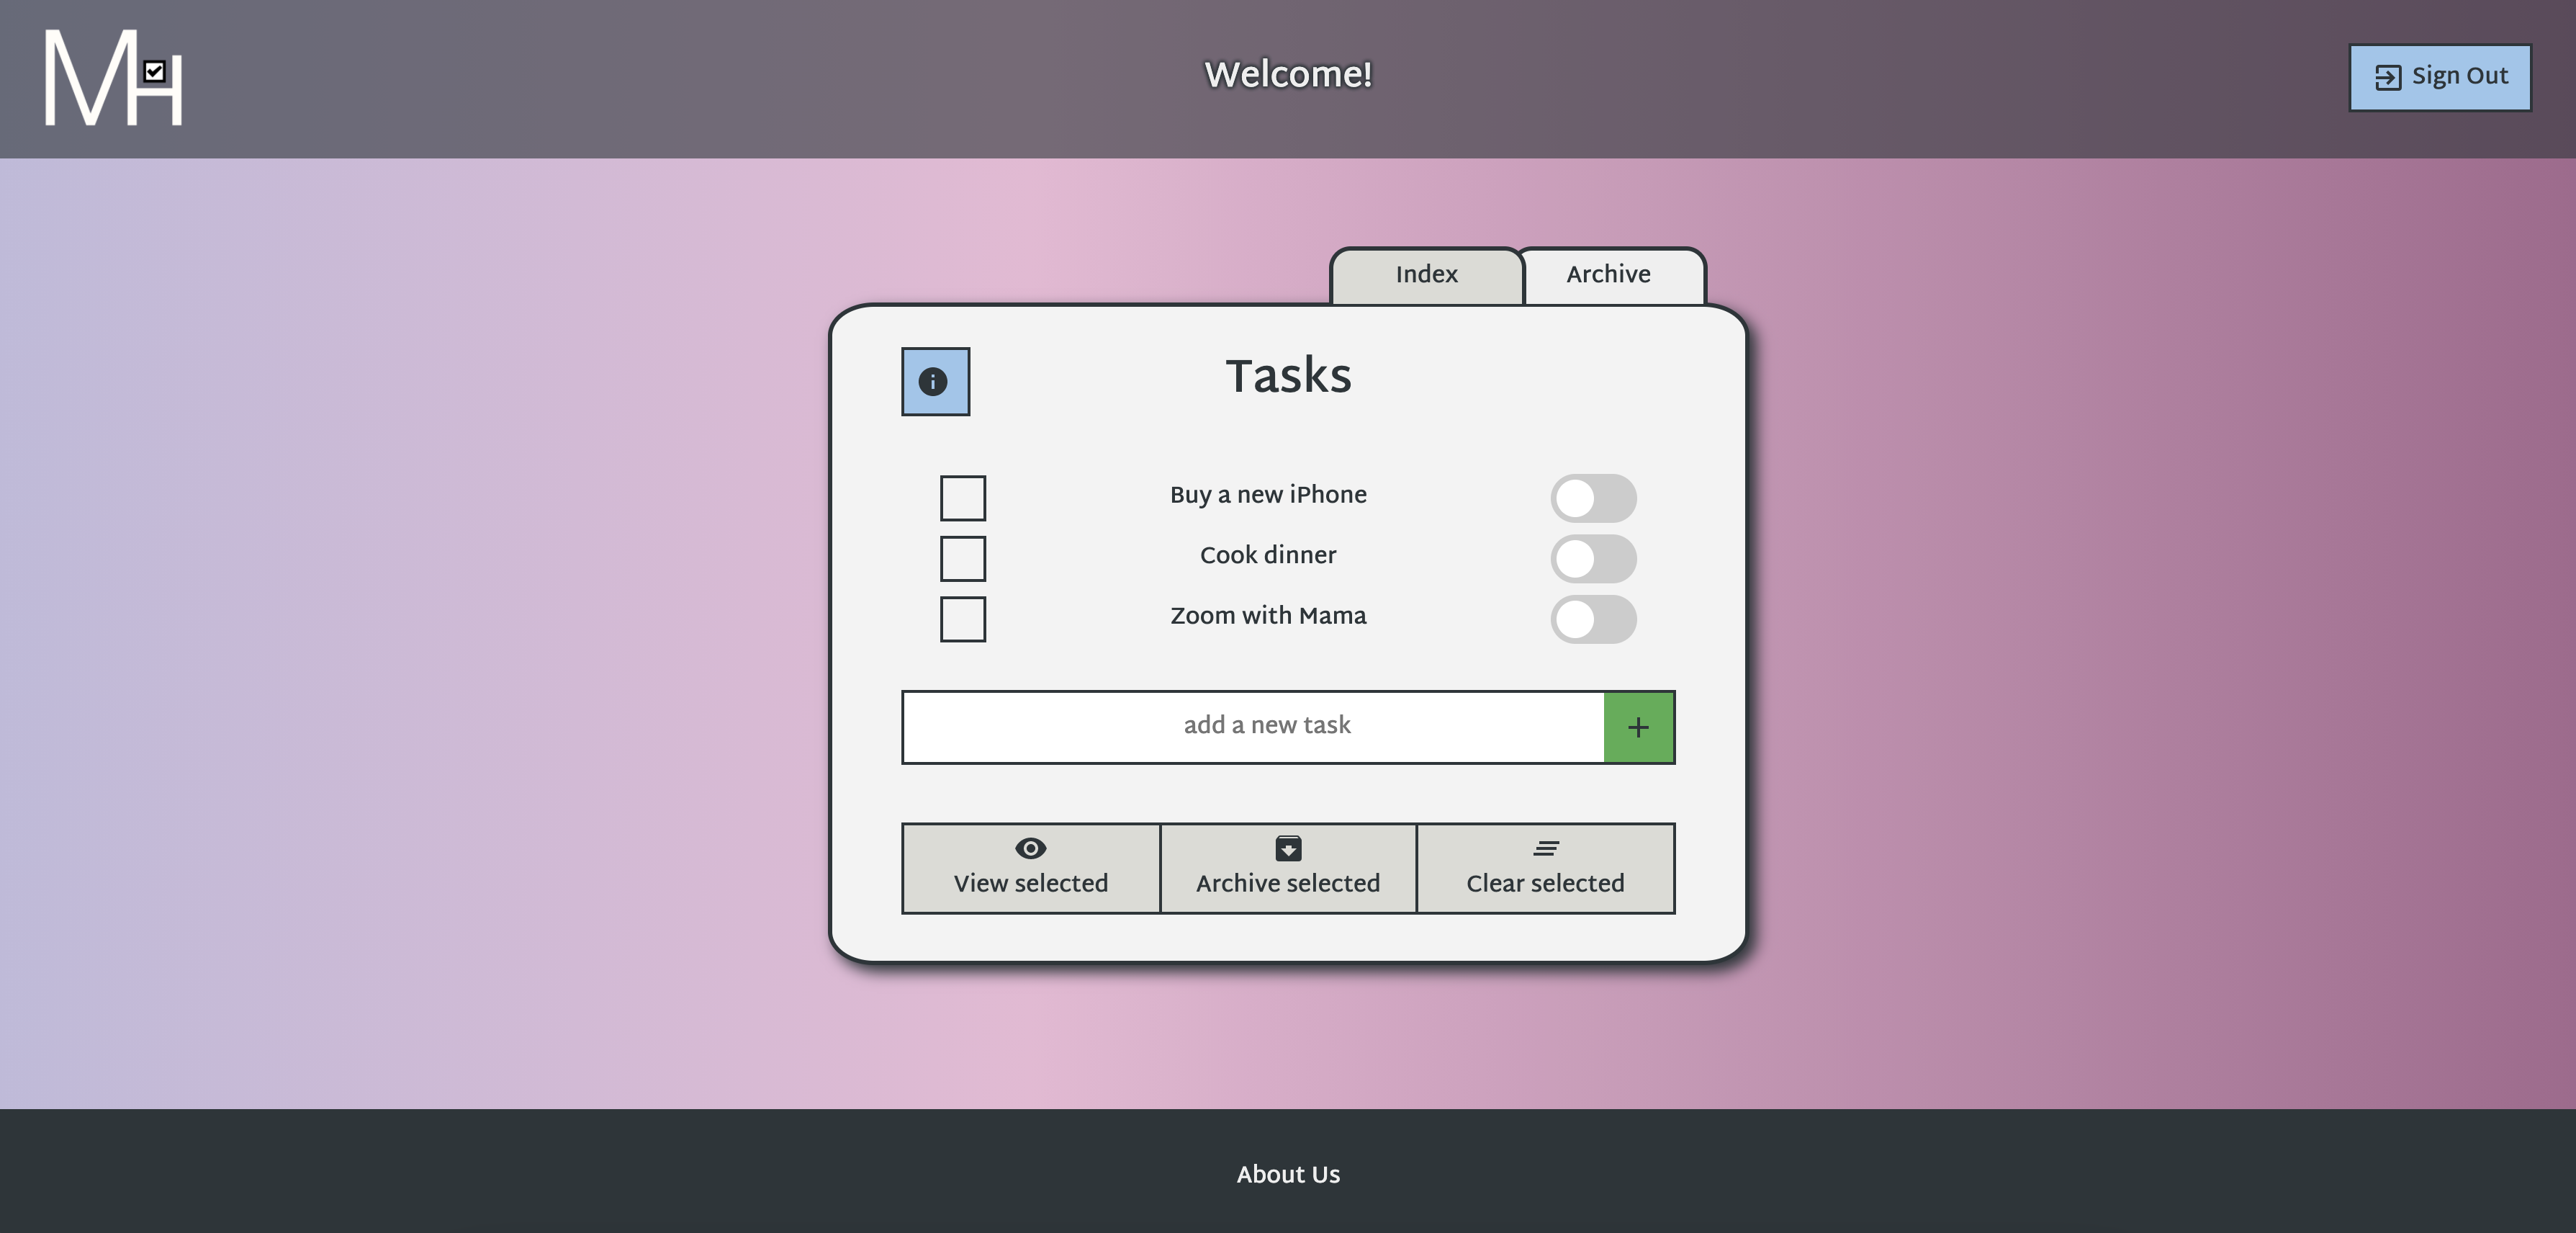 MH
Welcome!
Sign Out
Index
Archive
Tasks
Buy a new iPhone
Cook dinner
Zoom with Mama
add a new task
+
View selected
Archive selected
Clear selected
About Us